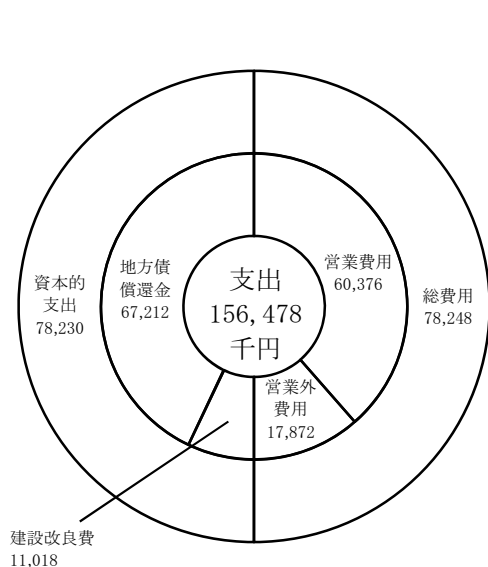 支出
156,478
千円
営業費用
60,376
総費用
78,248
営業外
費用
17,872
建設改良費
11,018
地方債
償還金
67,212
資本的
支出
78,230